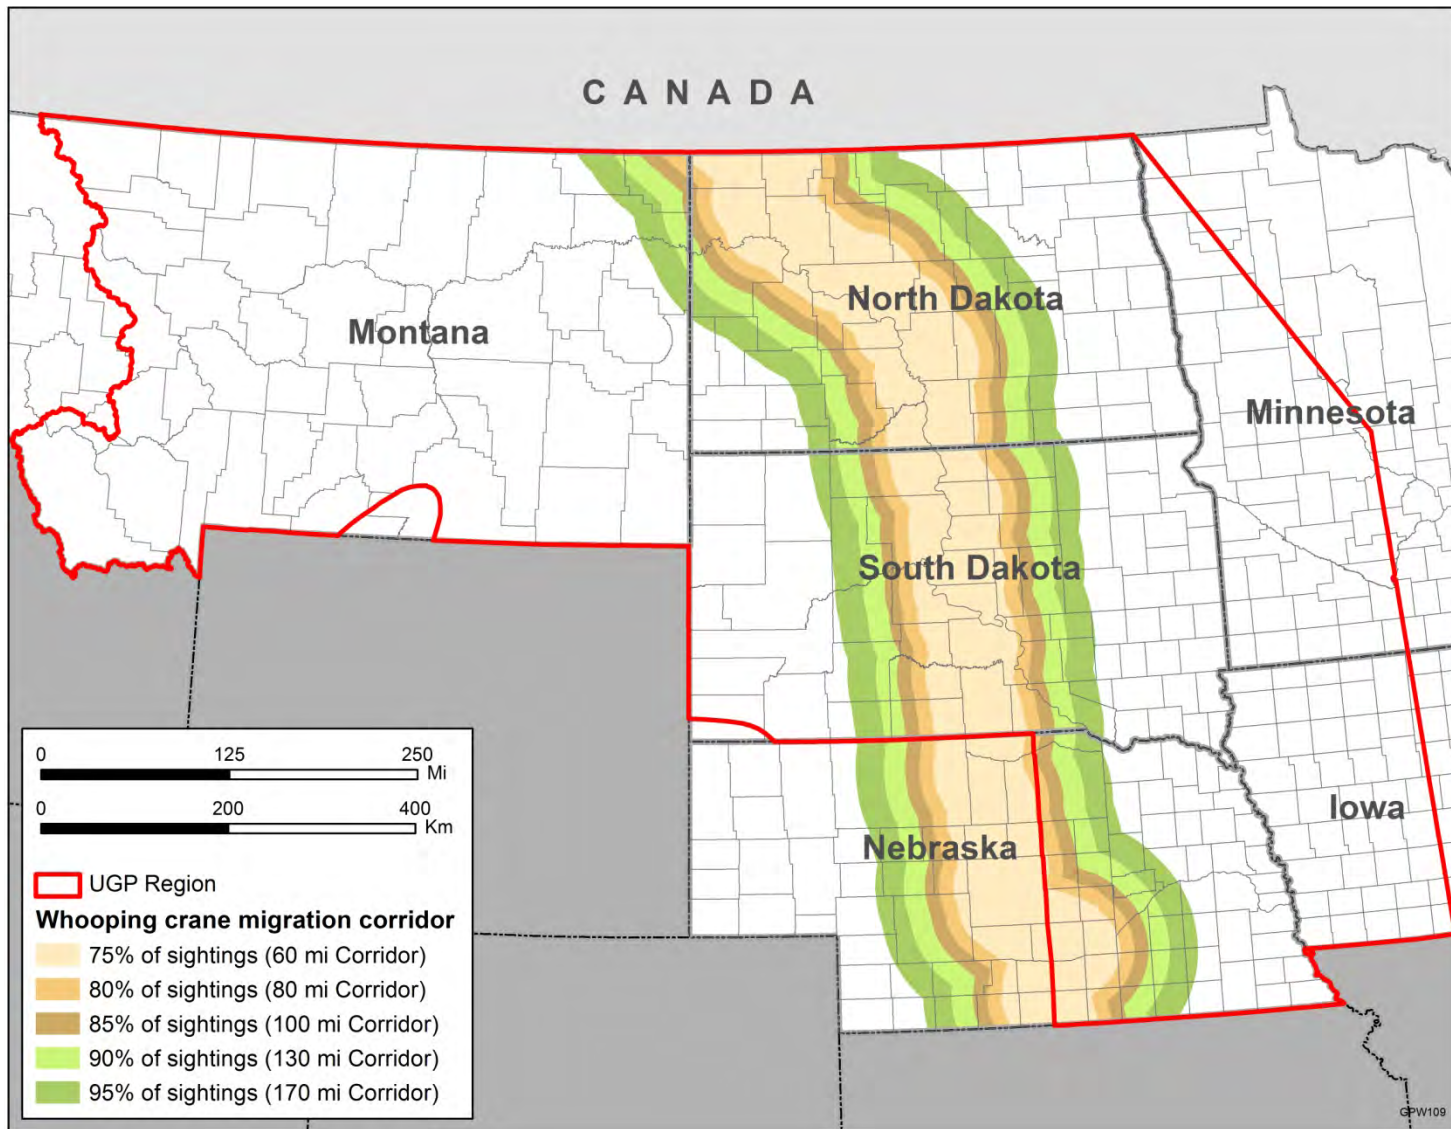 C A N A D A
North Dakota
Montana
Minnesota
South Dakota
Iowa
Nebraska
0 125 250
Mi
0 200 400
Km
UGP Region
Whooping crane migration corridor
75% of sightings (60 mi Corridor)
80% of sightings (80 mi Corridor)
85% of sightings (100 mi Corridor)
90% of sightings (130 mi Corridor)
95% of sightings (170 mi Corridor)
GPW109